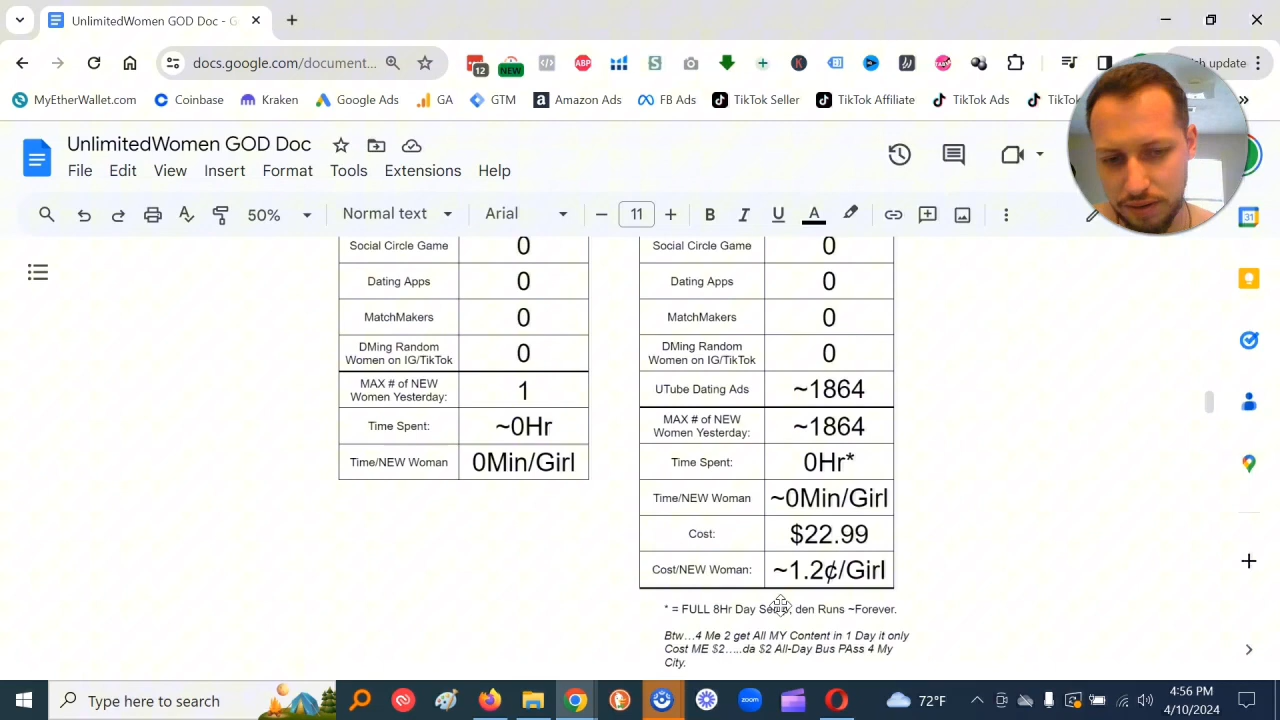 UnlimitedWomen GOD Doc - G
docs.google.com/document...
12
NEW
ABP
ch update
MyEtherWallet.com
Coinbase
Kraken
Google Ads
GA
GTM
Amazon Ads
FB Ads
TikTok Seller
TikTok Affiliate
TikTok Ads
TikTok
UnlimitedWomen GOD Doc
File Edit View Insert Format Tools Extensions Help
50% Normal text Arial 11 B I U A
31
Social Circle Game 0
Dating Apps 0
MatchMakers 0
DMing Random
Women on IG/TikTok 0
MAX # of NEW
Women Yesterday: 1
Time Spent: ~0Hr
Time/NEW Woman 0Min/Girl
Social Circle Game 0
Dating Apps 0
MatchMakers 0
DMing Random
Women on IG/TikTok 0
UTube Dating Ads ~1864
MAX # of NEW
Women Yesterday: ~1864
Time Spent: 0Hr*
Time/NEW Woman ~0Min/Girl
Cost: $22.99
Cost/NEW Woman: ~1.2¢/Girl
* = FULL 8Hr Day den Runs ~Forever.
Btw…4 Me 2 get All MY Content in 1 Day it only
Cost ME $2…..da $2 All-Day Bus PAss 4 My
City.
Type here to search
zoom
72°F
4:56 PM
4/10/2024